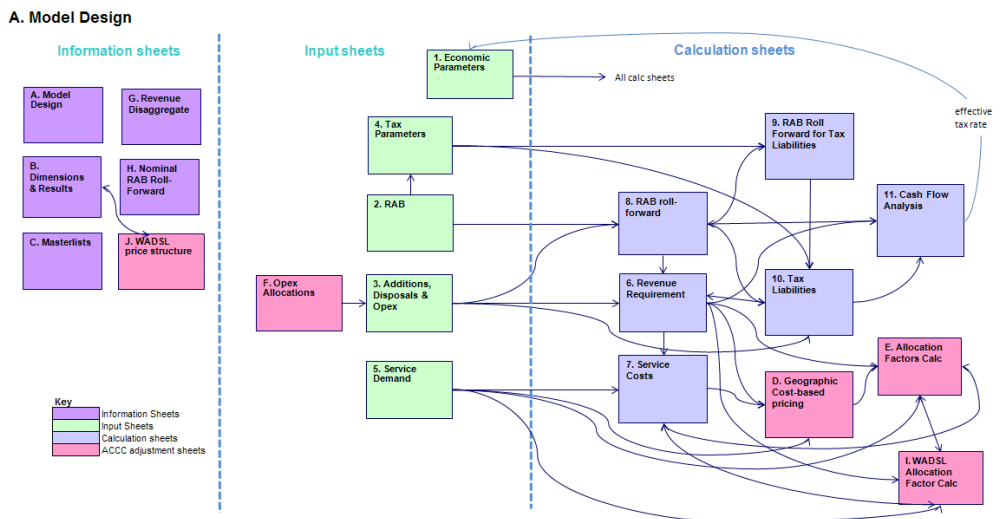 A. Model Design
Information sheets
Input sheets
Calculation sheets
1. Economic
Parameters
All calc sheets
effective
tax rate
A. Model
Design
G. Revenue
Disaggregate
4. Tax
Parameters
9. RAB Roll
Forward for Tax
Liabilities
B.
Dimensions
& Results
H. Nominal
RAB Roll-
Forward
2. RAB
8. RAB roll-
forward
11. Cash Flow
Analysis
C. Masterlists
J. WADSL
price structure
F. Opex
Allocations
3. Additions,
Disposals &
Opex
6. Revenue
Requirement
10. Tax
Liabilities
5. Service
Demand
7. Service
Costs
D. Geographic
Cost-based
pricing
E. Allocation
Factors Calc
I. WADSL
Allocation
Factor Calc
Key
Information Sheets
Input Sheets
Calculation sheets
ACCC adjustment sheets